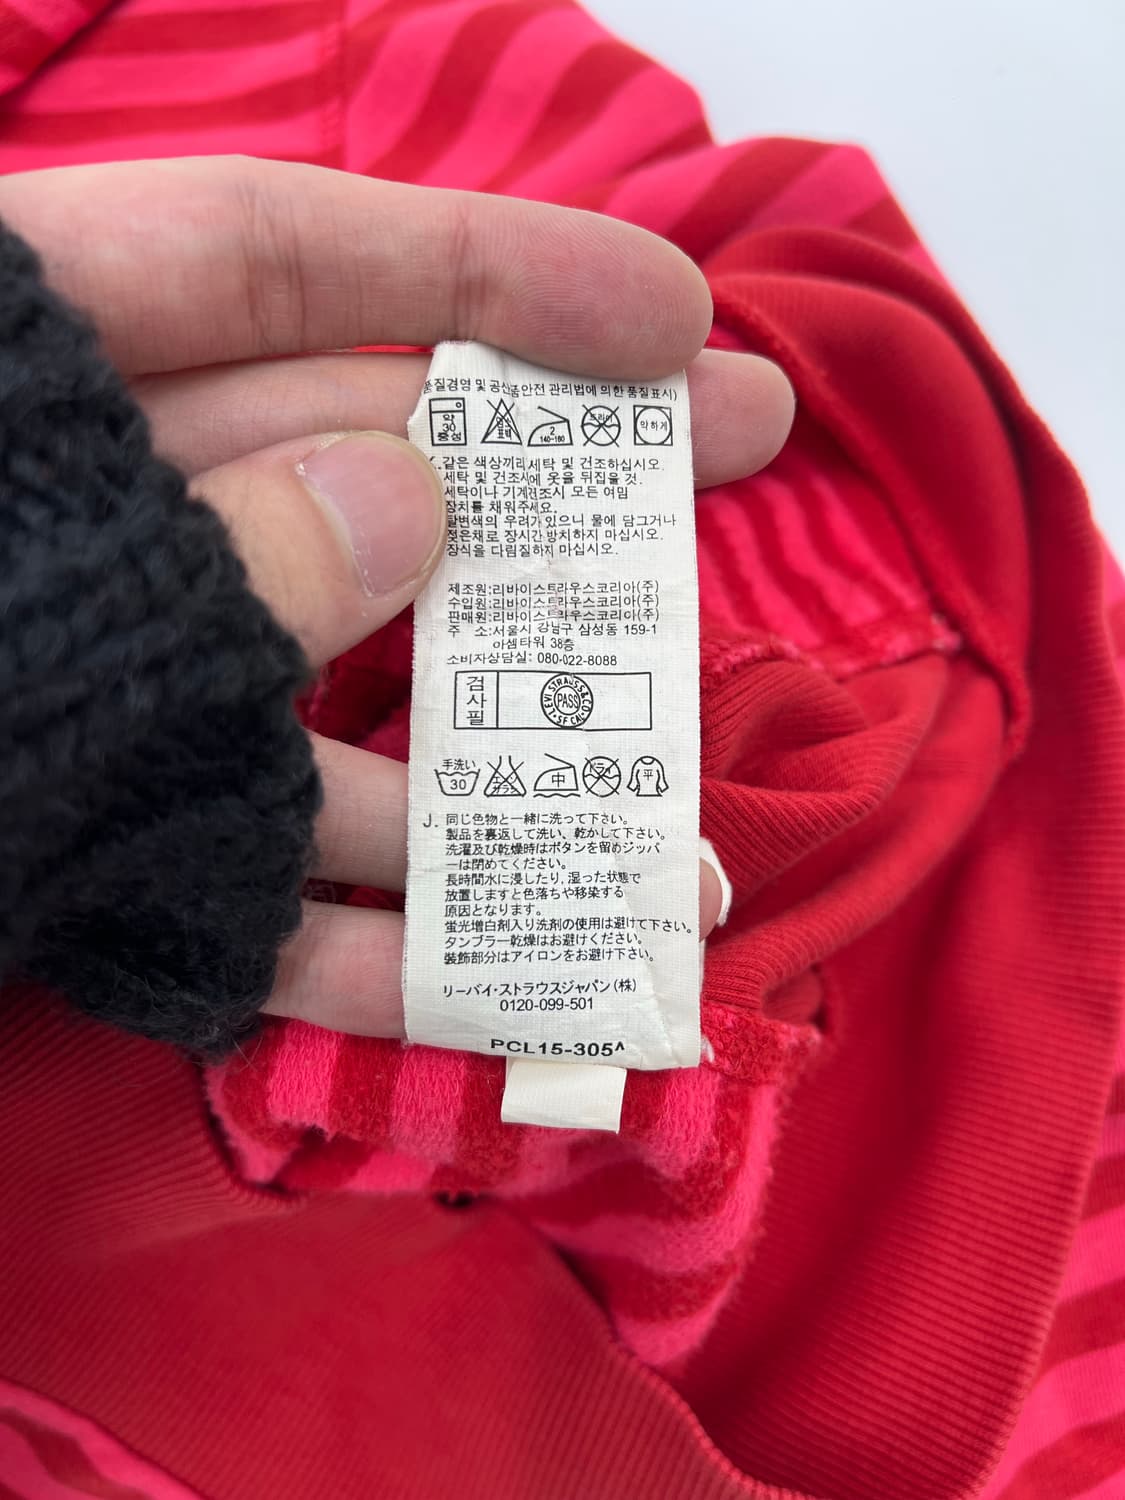 품질경영 및 공산품안전 관리법에 의한 품질표시)
약 30 중성 염소 표백 2 140-160 드라이 약하게
K. 같은 색상끼리 세탁 및 건조하십시오.
세탁 및 건조시에 옷을 뒤집을 것.
세탁이나 기계건조시 모든 여밈
장치를 채워주세요.
탈변색의 우려가 있으니 물에 담그거나
젖은채로 장시간 방치하지 마십시오.
장식을 다림질하지 마십시오.
제조원:리바이스트라우스코리아(주)
수입원:리바이스트라우스코리아(주)
판매원:리바이스트라우스코리아(주)
주 소:서울시 강남구 삼성동 159-1
아셈타워 38층
소비자상담실: 080-022-8088
검사필 LEVI STRAUSS & CO. PASS SF CAL
手洗い 30 エンソ サラシ 中 ドライ 平
J. 同じ色物と一緒に洗って下さい。
製品を裏返して洗い、乾かして下さい。
洗濯及び乾燥時はボタンを留めジッパ
ーは閉めてください。
長時間水に浸したり,湿った状態で
放置しますと色落ちや移染する
原因となります。
蛍光増白剤入り洗剤の使用は避けて下さい。
タンブラー乾燥はお避けください。
装飾部分はアイロンをお避け下さい。
リーバイ・ストラウスジャパン(株)
0120-099-501
PCL15-305^